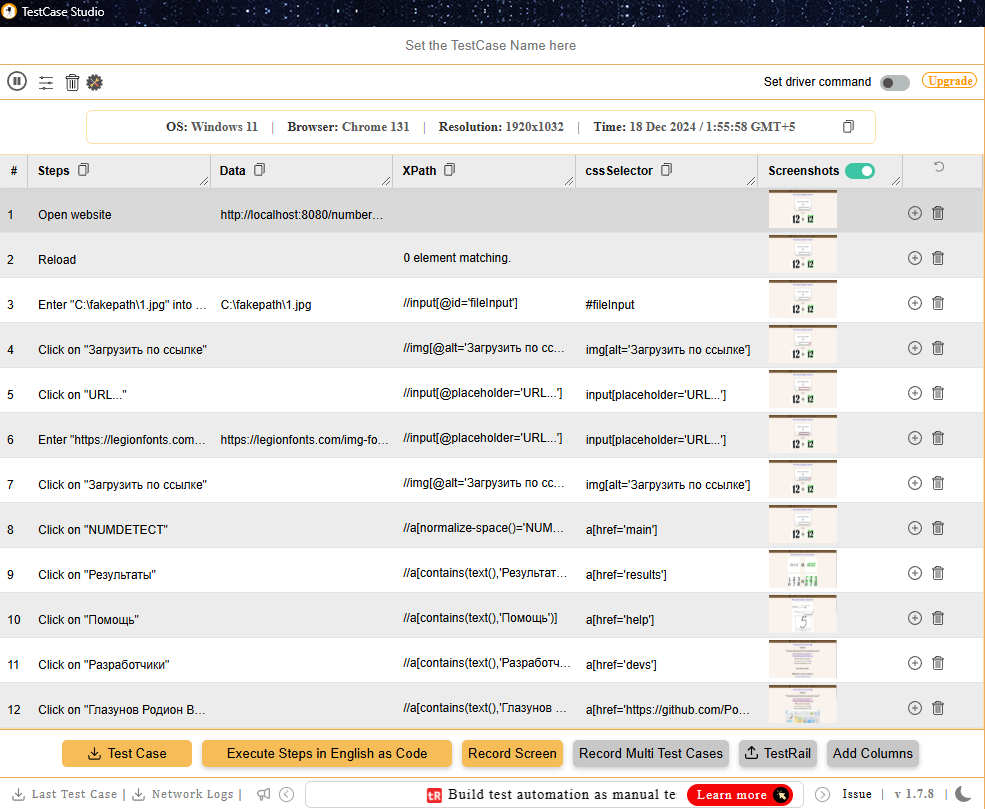 TestCase Studio
Set the TestCase Name here
Set driver command Upgrade
OS: Windows 11 | Browser: Chrome 131 | Resolution: 1920x1032 | Time: 18 Dec 2024 / 1:55:58 GMT+5
# Steps Data XPath cssSelector Screenshots
1 Open website http://localhost:8080/number...
2 Reload 0 element matching.
3 Enter "C:\fakepath\1.jpg" into ... C:\fakepath\1.jpg //input[@id='fileInput'] #fileInput
4 Click on "Загрузить по ссылке" //img[@alt='Загрузить по сс... img[alt='Загрузить по ссылке']
5 Click on "URL..." //input[@placeholder='URL...'] input[placeholder='URL...']
6 Enter "https://legionfonts.com... https://legionfonts.com/img-fo... //input[@placeholder='URL...'] input[placeholder='URL...']
7 Click on "Загрузить по ссылке" //img[@alt='Загрузить по сс... img[alt='Загрузить по ссылке']
8 Click on "NUMDETECT" //a[normalize-space()='NUM... a[href='main']
9 Click on "Результаты" //a[contains(text(),'Результат... a[href='results']
10 Click on "Помощь" //a[contains(text(),'Помощь')] a[href='help']
11 Click on "Разработчики" //a[contains(text(),'Разработч... a[href='devs']
12 Click on "Глазунов Родион В... //a[contains(text(),'Глазунов ... a[href='https://github.com/Po...
Test Case Execute Steps in English as Code Record Screen Record Multi Test Cases TestRail Add Columns
Last Test Case | Network Logs | tR Build test automation as manual te Learn more Issue | v 1.7.8 |